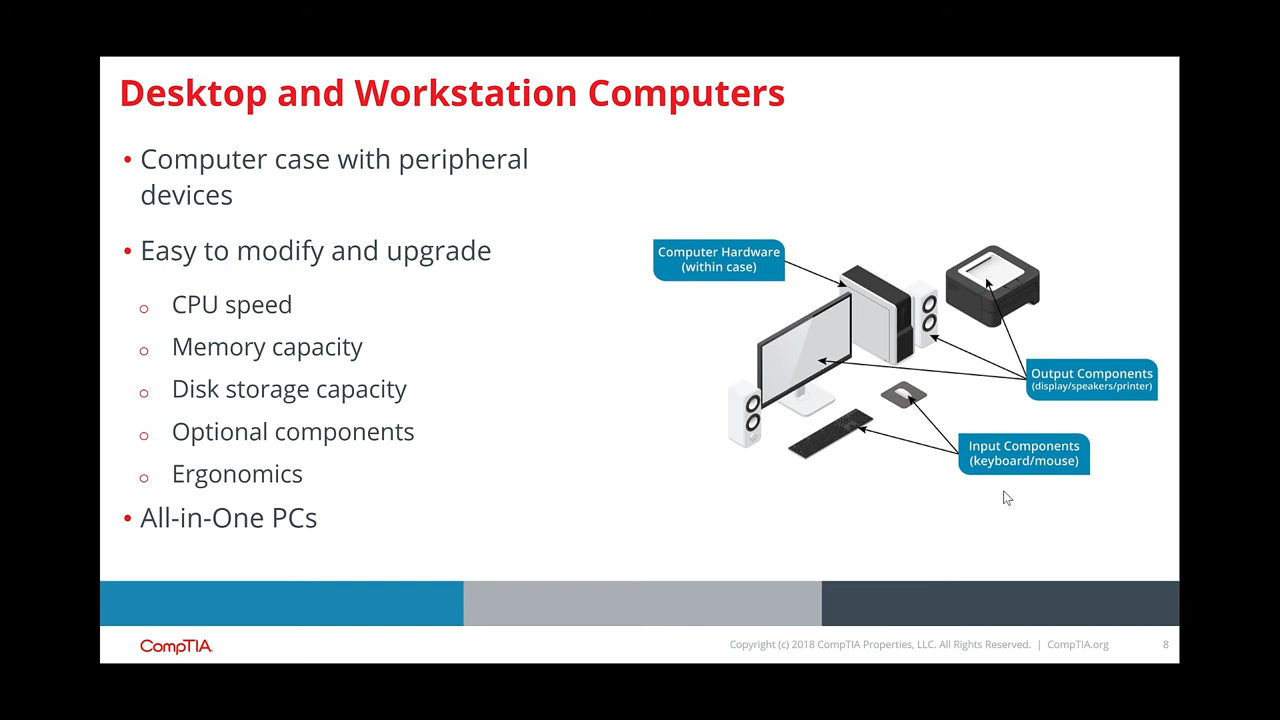 Desktop and Workstation Computers
• Computer case with peripheral
devices
• Easy to modify and upgrade
o CPU speed
o Memory capacity
o Disk storage capacity
o Optional components
o Ergonomics
• All-in-One PCs
Computer Hardware
(within case)
Output Components
(display/speakers/printer)
Input Components
(keyboard/mouse)
CompTIA.
Copyright (c) 2018 CompTIA Properties, LLC. All Rights Reserved. | CompTIA.org
8